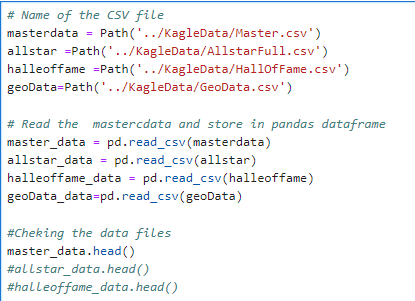 # Name of the CSV file
masterdata = Path('../KagleData/Master.csv')
allstar =Path('../KagleData/AllstarFull.csv')
halleoffame =Path('../KagleData/HallOfFame.csv')
geoData=Path('../KagleData/GeoData.csv')
# Read the  mastercdata and store in pandas dataframe
master_data = pd.read_csv(masterdata)
allstar_data = pd.read_csv(allstar)
halleoffame_data = pd.read_csv(halleoffame)
geoData_data=pd.read_csv(geoData)
#Cheking the data files
master_data.head()
#allstar_data.head()
#halleoffame_data.head()